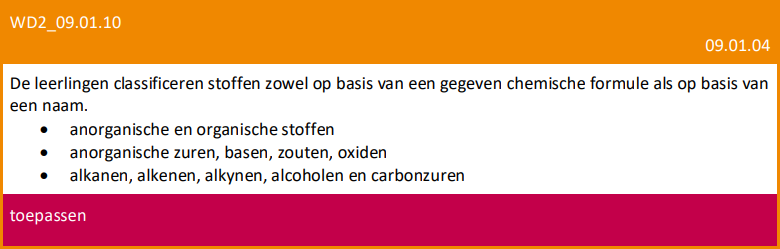 WD2_09.01.10
09.01.04
De leerlingen classificeren stoffen zowel op basis van een gegeven chemische formule als op basis van
een naam.
• anorganische en organische stoffen
• anorganische zuren, basen, zouten, oxiden
• alkanen, alkenen, alkynen, alcoholen en carbonzuren
toepassen